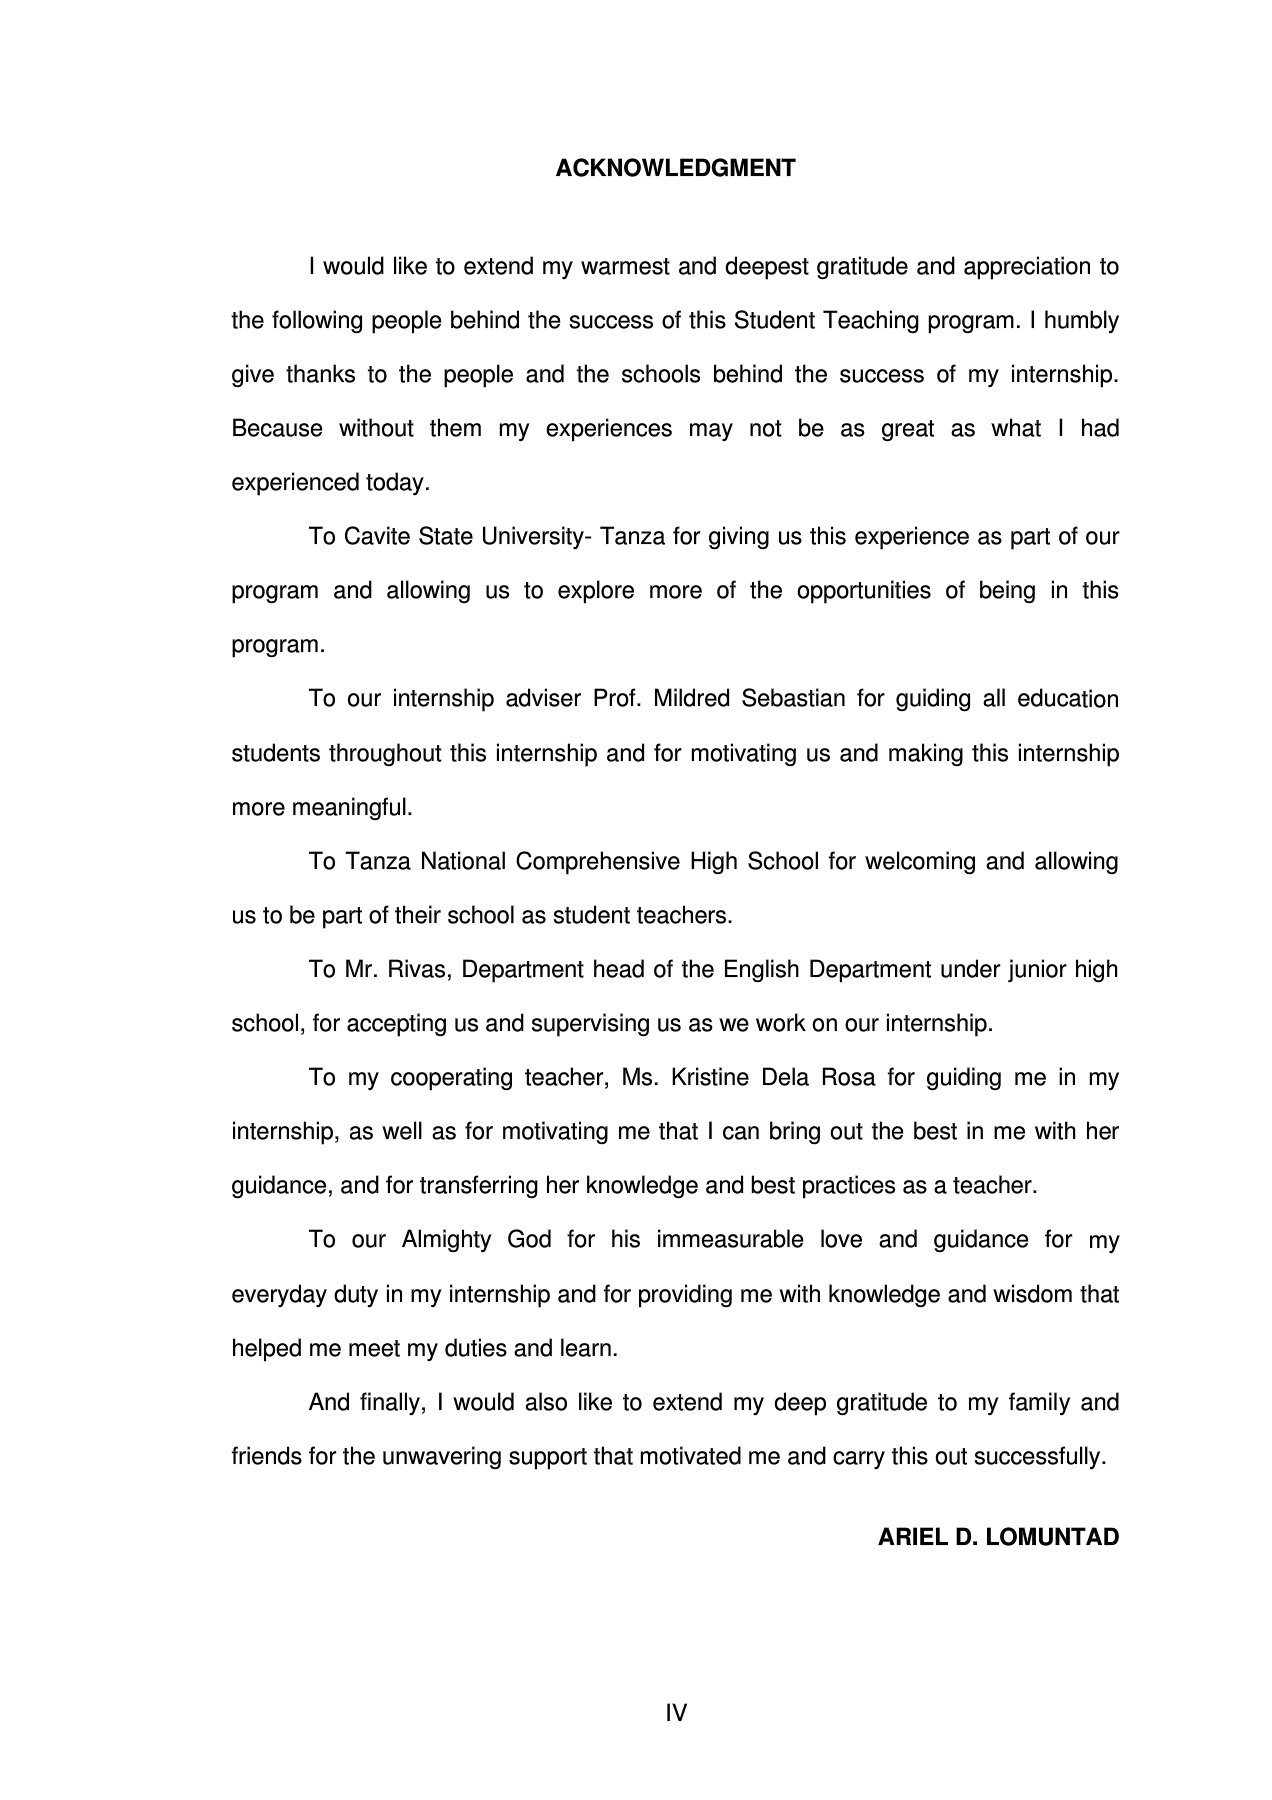 ACKNOWLEDGMENT
I would like to extend my warmest and deepest gratitude and appreciation to
the following people behind the success of this Student Teaching program. I humbly
give thanks to the people and the schools behind the success of my internship.
Because without them my experiences may not be as great as what I had
experienced today.
To Cavite State University- Tanza for giving us this experience as part of our
program and allowing us to explore more of the opportunities of being in this
program.
To our internship adviser Prof. Mildred Sebastian for guiding all education
students throughout this internship and for motivating us and making this internship
more meaningful.
To Tanza National Comprehensive High School for welcoming and allowing
us to be part of their school as student teachers.
To Mr. Rivas, Department head of the English Department under junior high
school, for accepting us and supervising us as we work on our internship.
To my cooperating teacher, Ms. Kristine Dela Rosa for guiding me in my
internship, as well as for motivating me that I can bring out the best in me with her
guidance, and for transferring her knowledge and best practices as a teacher.
To our Almighty God for his immeasurable love and guidance for my
everyday duty in my internship and for providing me with knowledge and wisdom that
helped me meet my duties and learn.
And finally, I would also like to extend my deep gratitude to my family and
friends for the unwavering support that motivated me and carry this out successfully.
ARIEL D. LOMUNTAD
IV